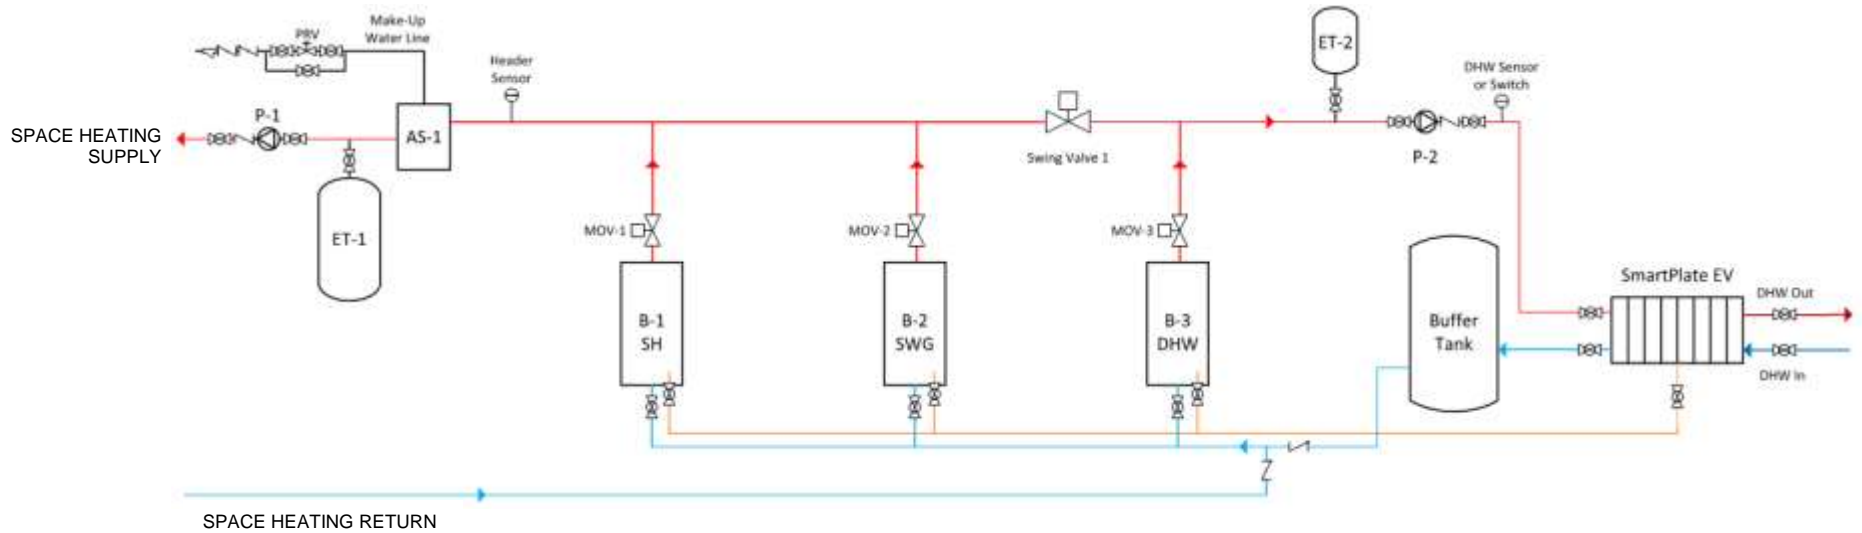 Make-Up
Water Line
PRV
Header
Sensor
ET-2
DHW Sensor
or Switch
P-1
SPACE HEATING
SUPPLY
AS-1
Swing Valve 1
P-2
ET-1
MOV-1
MOV-2
MOV-3
SmartPlate EV
DHW Out
B-1
SH
B-2
SWG
B-3
DHW
Buffer
Tank
DHW In
SPACE HEATING RETURN